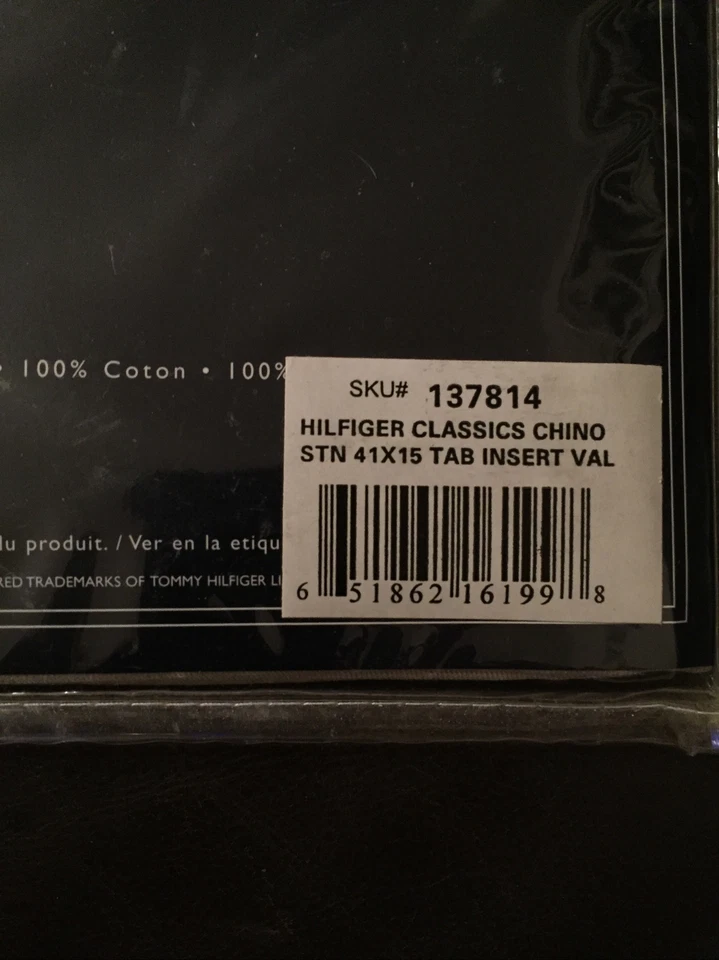 • 100% Coton • 100%
SKU# 137814
HILFIGER CLASSICS CHINO
STN 41X15 TAB INSERT VAL
du produit. / Ver en la etiqu
RED TRADEMARKS OF TOMMY HILFIGER LI
6 51862 16199 8